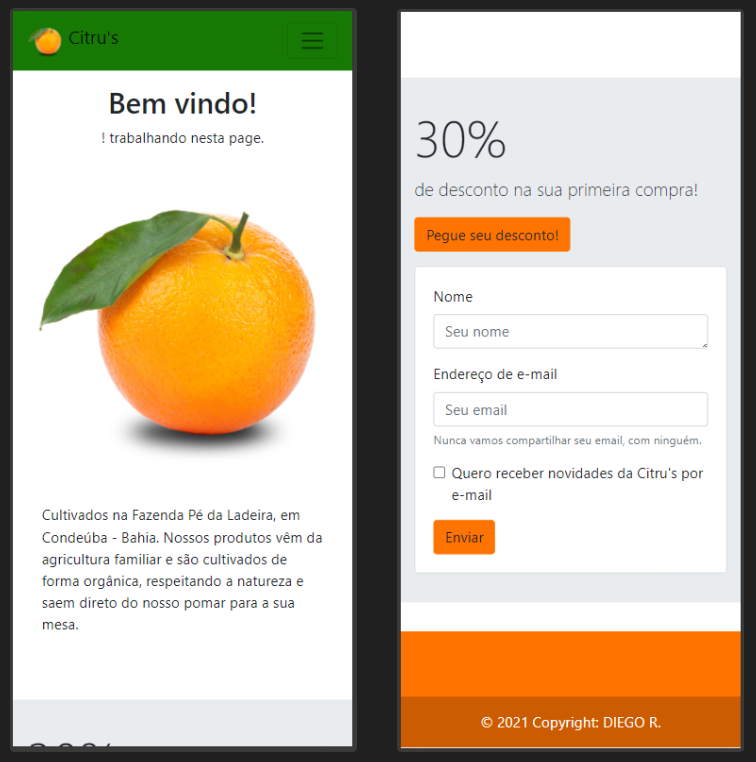 Citru's
Bem vindo!
! trabalhando nesta page.
Cultivados na Fazenda Pé da Ladeira, em
Condeúba - Bahia. Nossos produtos vêm da
agricultura familiar e são cultivados de
forma orgânica, respeitando a natureza e
saem direto do nosso pomar para a sua
mesa.
30%
de desconto na sua primeira compra!
Pegue seu desconto!
Nome
Seu nome
Endereço de e-mail
Seu email
Nunca vamos compartilhar seu email, com ninguém.
Quero receber novidades da Citru's por
e-mail
Enviar
© 2021 Copyright: DIEGO R.